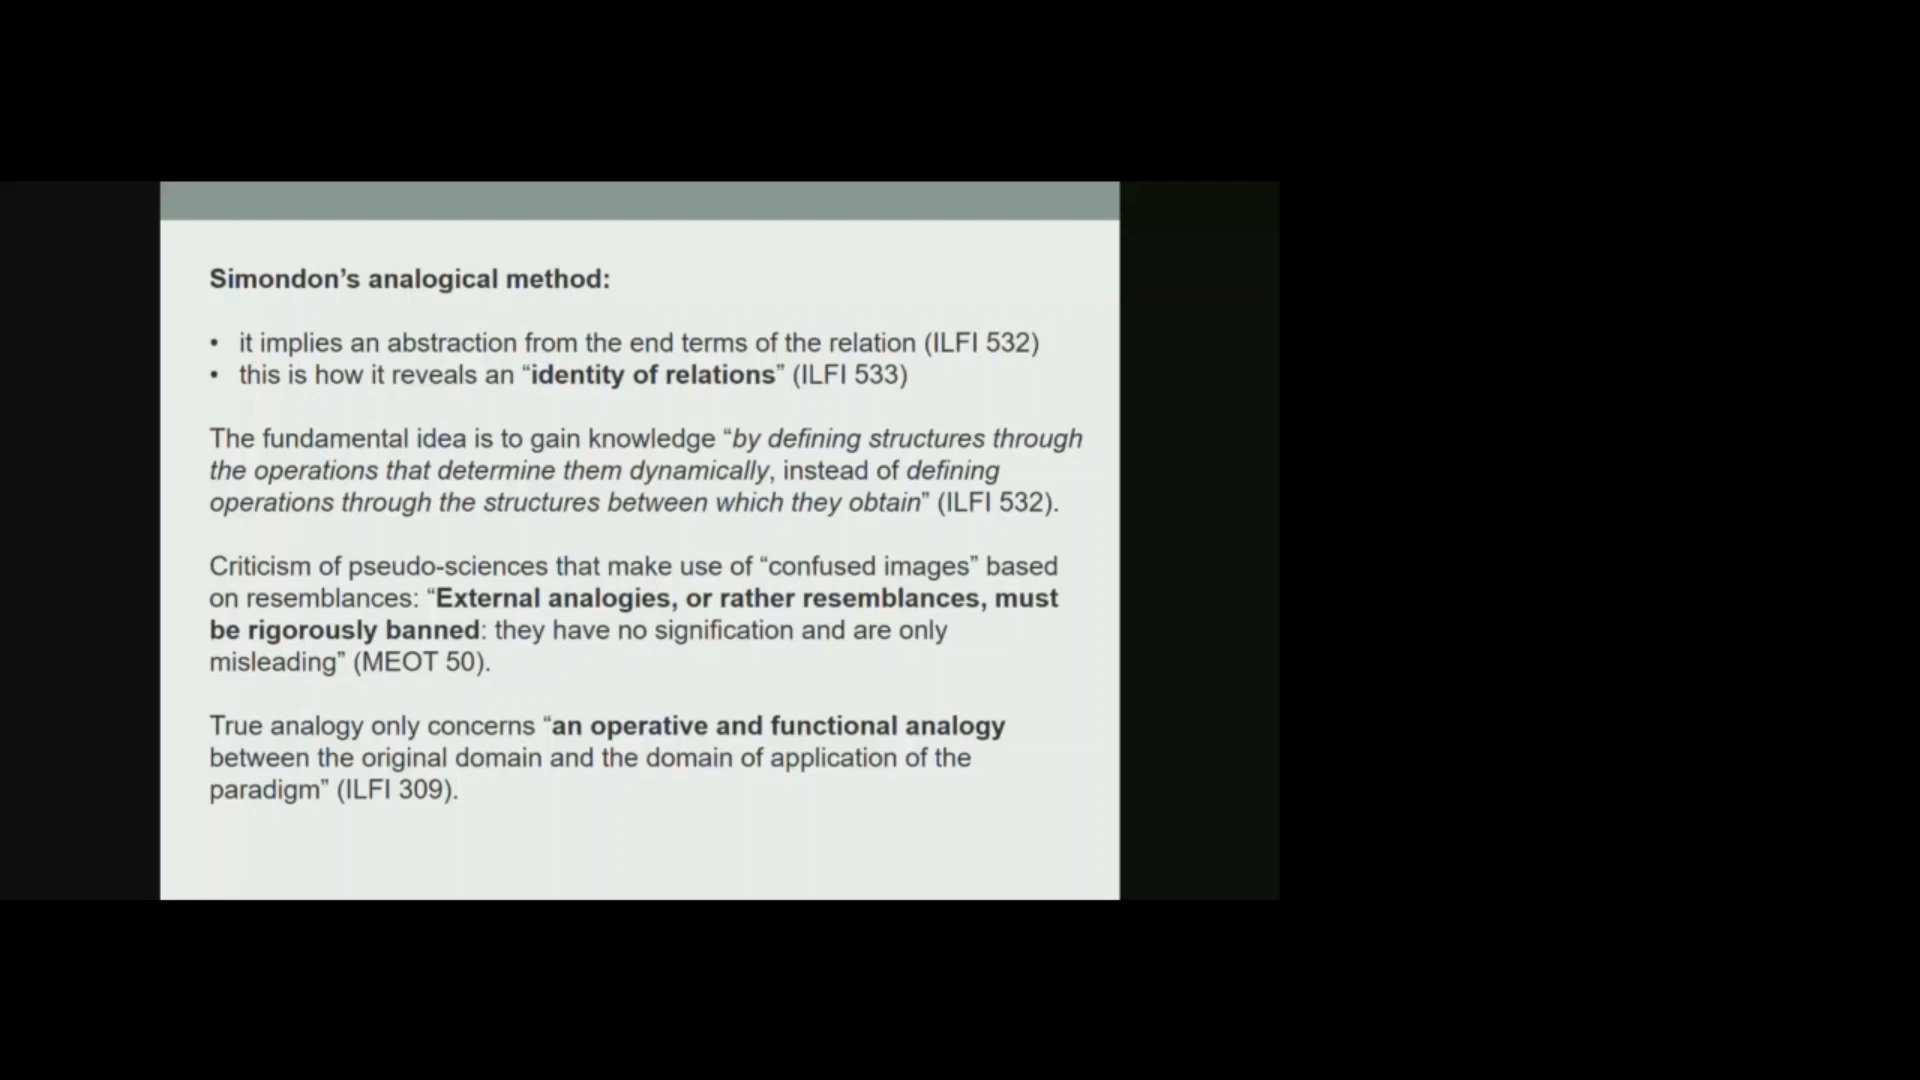 Simondon’s analogical method:
• it implies an abstraction from the end terms of the relation (ILFI 532)
• this is how it reveals an “identity of relations” (ILFI 533)
The fundamental idea is to gain knowledge “by defining structures through
the operations that determine them dynamically, instead of defining
operations through the structures between which they obtain” (ILFI 532).
Criticism of pseudo-sciences that make use of “confused images” based
on resemblances: “External analogies, or rather resemblances, must
be rigorously banned: they have no signification and are only
misleading” (MEOT 50).
True analogy only concerns “an operative and functional analogy
between the original domain and the domain of application of the
paradigm” (ILFI 309).